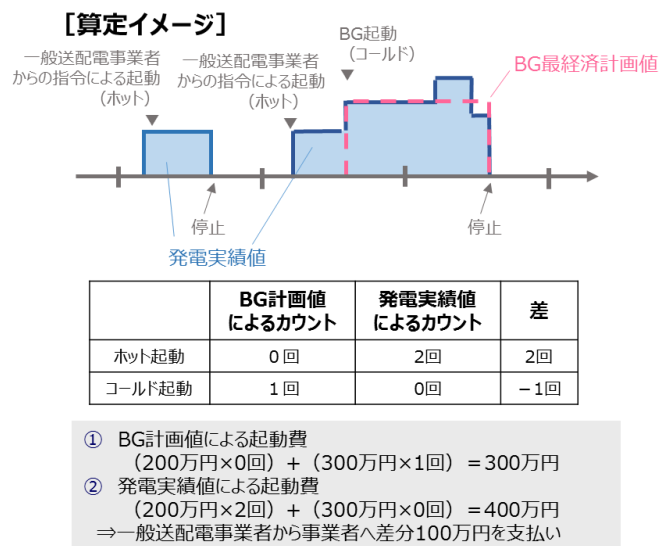 ［算定イメージ］
一般送配電事業者
からの指令による起動
（ホット）
一般送配電事業者
からの指令による起動
（ホット）
BG起動
（コールド）
BG最経済計画値
停止
停止
発電実績値
BG計画値
によるカウント
発電実績値
によるカウント
差
ホット起動
０回
2回
2回
コールド起動
１回
0回
－1回
① BG計画値による起動費
（200万円×0回）＋（300万円×1回）＝300万円
② 発電実績値による起動費
（200万円×2回）＋（300万円×0回）＝400万円
⇒一般送配電事業者から事業者へ差分100万円を支払い